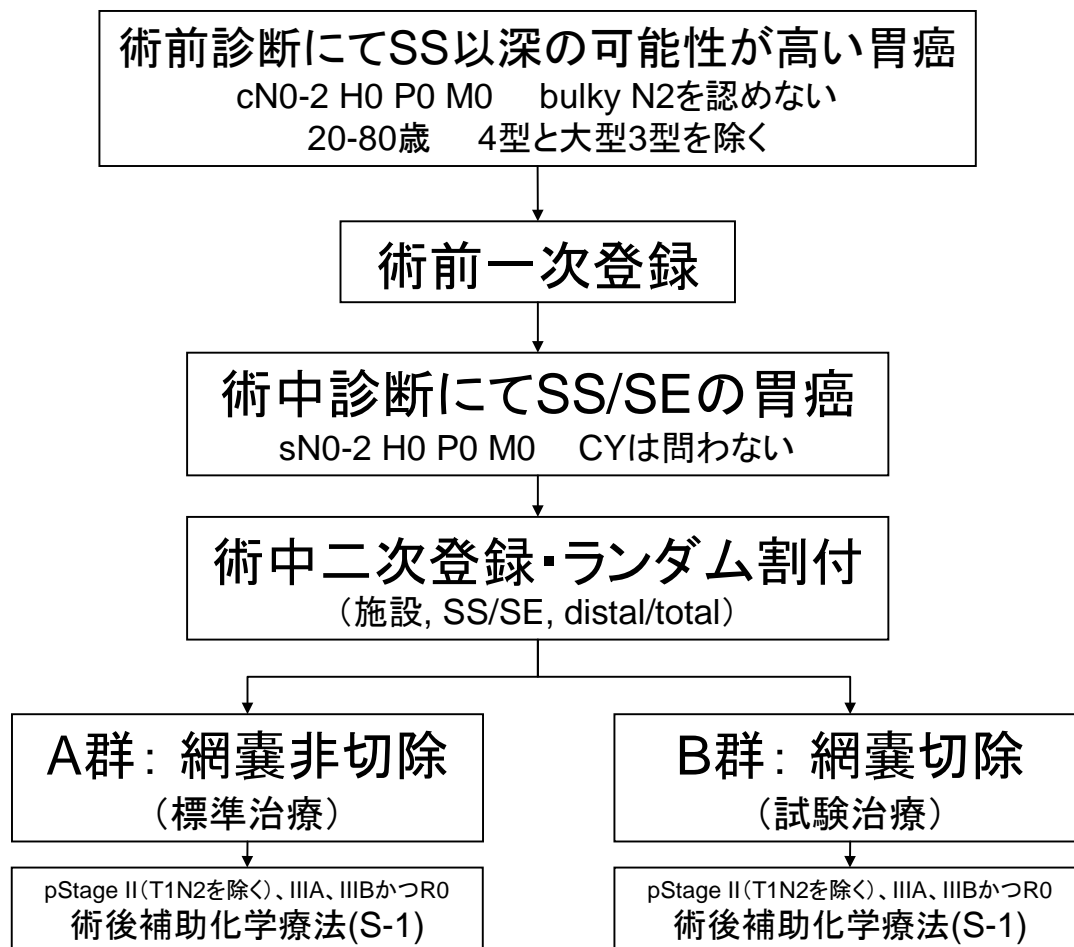 術前診断にてSS以深の可能性が高い胃癌
cN0-2 H0 P0 M0 bulky N2を認めない
20-80歳 4型と大型3型を除く
術前一次登録
術中診断にてSS/SEの胃癌
sN0-2 H0 P0 M0 CYは問わない
術中二次登録・ランダム割付
（施設, SS/SE, distal/total）
A群：網嚢非切除
（標準治療）
pStage II（T1N2を除く）、IIIA、IIIBかつR0
術後補助化学療法(S-1)
B群：網嚢切除
（試験治療）
pStage II（T1N2を除く）、IIIA、IIIBかつR0
術後補助化学療法(S-1)